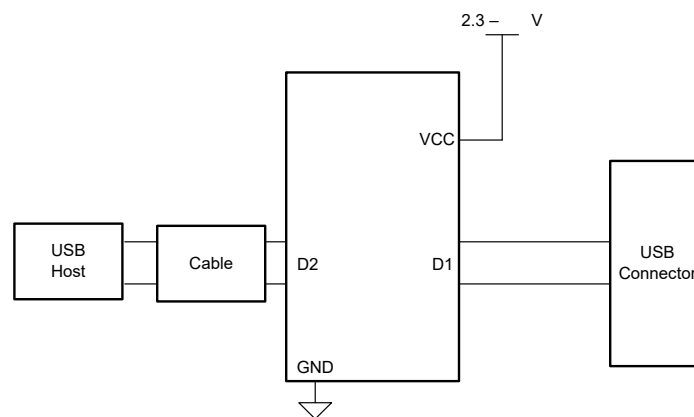 2.3 – V
VCC
USB
Host
Cable
D2
D1
USB
Connector
GND